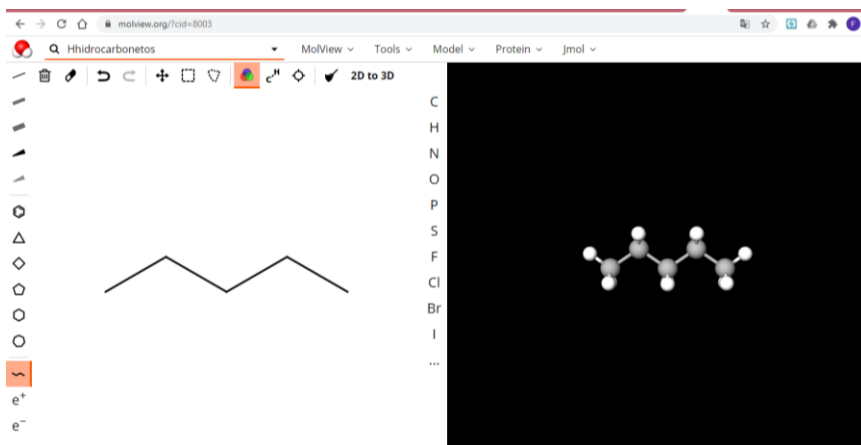 molview.org/?cid=8003
Hhidrocarbonetos MolView Tools Model Protein Jmol
2D to 3D
C
H
N
O
P
S
F
Cl
Br
I
...
e+
e-